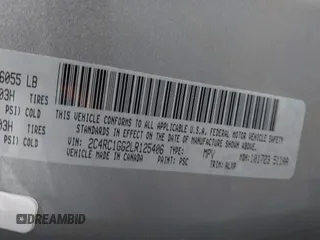 6055 LB
03H TIRES
PSI) COLD
03H TIRES
PSI) COLD
THIS VEHICLE CONFORMS TO ALL APPLICABLE U.S.A. FEDERAL MOTOR VEHICLE SAFETY
STANDARDS IN EFFECT ON THE DATE OF MANUFACTURE SHOWN ABOVE.
VIN: 2C4RC1GG2LR125406 TYPE: MPV
VEHICLE MADE IN CANADA PAINT: PSC TRIM: MDH:
DREAMBID